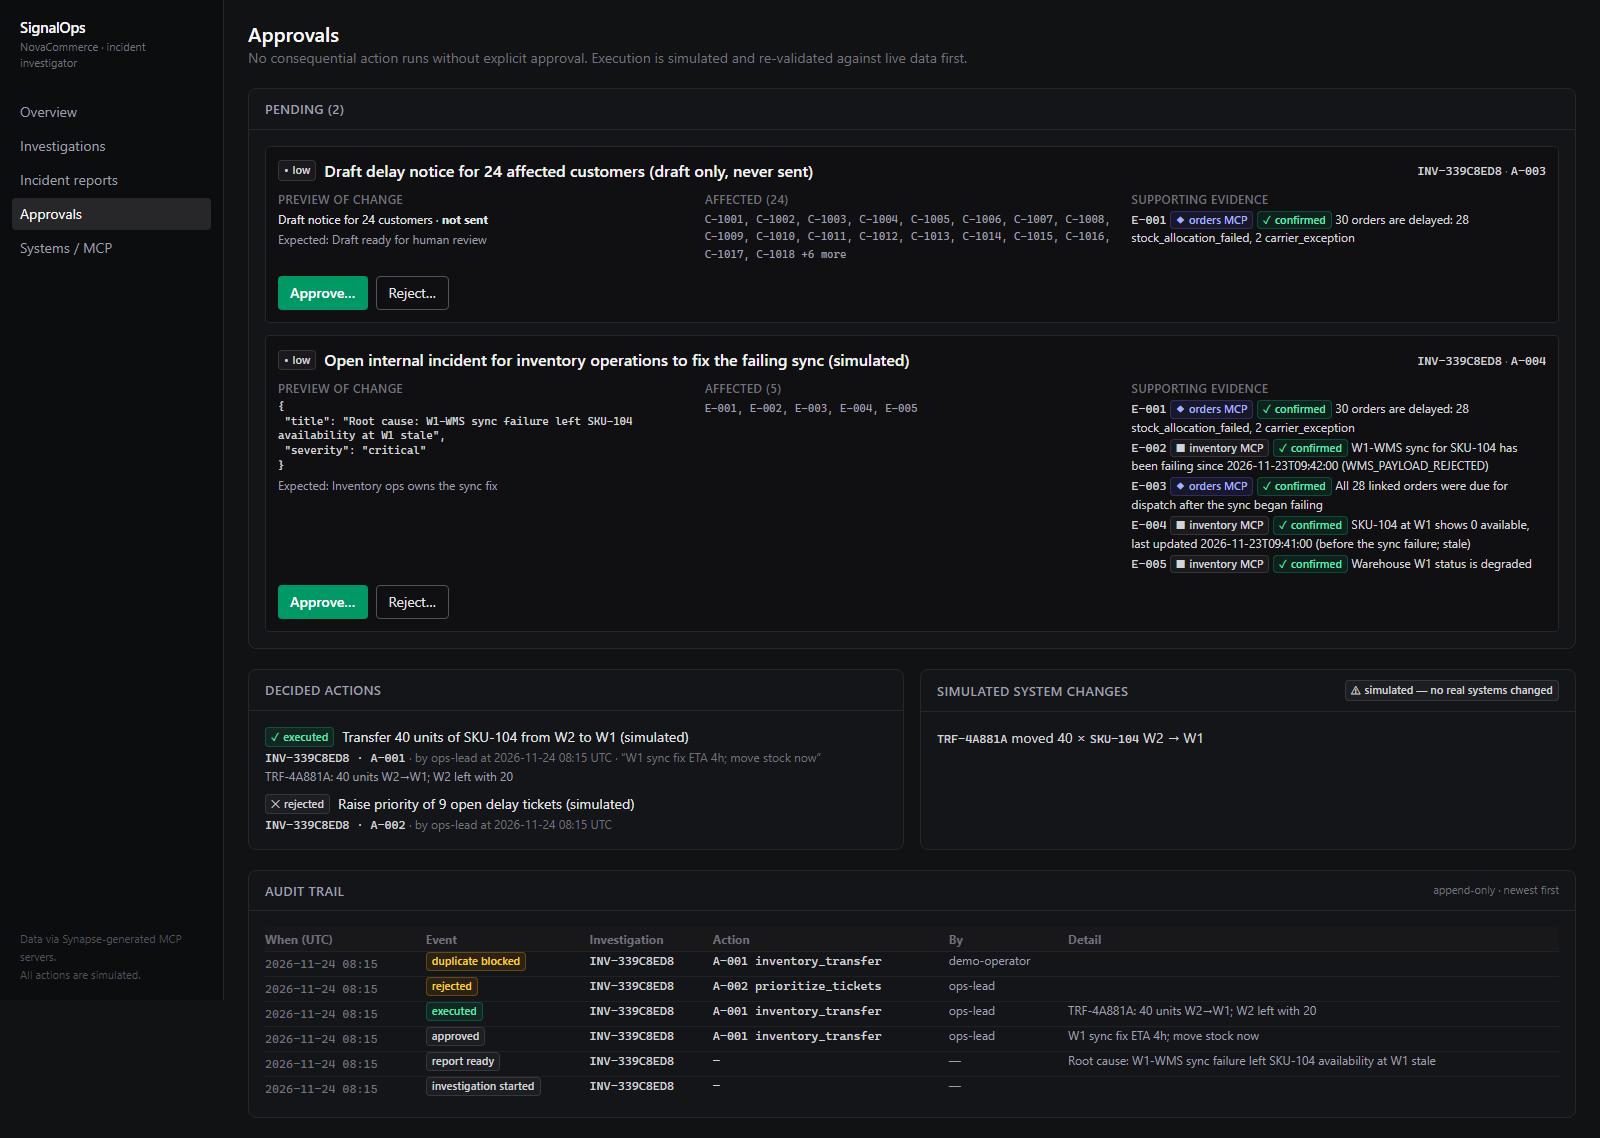 SignalOps
NovaCommerce · incident
investigator
Overview
Investigations
Incident reports
Approvals
Systems / MCP
Data via Synapse-generated MCP
servers.
All actions are simulated.
Approvals
No consequential action runs without explicit approval. Execution is simulated and re-validated against live data first.
PENDING (2)
• low Draft delay notice for 24 affected customers (draft only, never sent) INV-339C8ED8 · A-003
PREVIEW OF CHANGE
Draft notice for 24 customers · not sent
Expected: Draft ready for human review
AFFECTED (24)
C-1001, C-1002, C-1003, C-1004, C-1005, C-1006, C-1007, C-1008,
C-1009, C-1010, C-1011, C-1012, C-1013, C-1014, C-1015, C-1016,
C-1017, C-1018 +6 more
SUPPORTING EVIDENCE
E-001 ◆ orders MCP ✓ confirmed 30 orders are delayed: 28
stock_allocation_failed, 2 carrier_exception
Approve... Reject...
• low Open internal incident for inventory operations to fix the failing sync (simulated) INV-339C8ED8 · A-004
PREVIEW OF CHANGE
{
"title": "Root cause: W1-WMS sync failure left SKU-104
availability at W1 stale",
"severity": "critical"
}
Expected: Inventory ops owns the sync fix
AFFECTED (5)
E-001, E-002, E-003, E-004, E-005
SUPPORTING EVIDENCE
E-001 ◆ orders MCP ✓ confirmed 30 orders are delayed: 28
stock_allocation_failed, 2 carrier_exception
E-002 ■ inventory MCP ✓ confirmed W1-WMS sync for SKU-104 has
been failing since 2026-11-23T09:42:00 (WMS_PAYLOAD_REJECTED)
E-003 ◆ orders MCP ✓ confirmed All 28 linked orders were due for
dispatch after the sync began failing
E-004 ■ inventory MCP ✓ confirmed SKU-104 at W1 shows 0 available,
last updated 2026-11-23T09:41:00 (before the sync failure; stale)
E-005 ■ inventory MCP ✓ confirmed Warehouse W1 status is degraded
Approve... Reject...
DECIDED ACTIONS
✓ executed Transfer 40 units of SKU-104 from W2 to W1 (simulated)
INV-339C8ED8 · A-001 · by ops-lead at 2026-11-24 08:15 UTC · “W1 sync fix ETA 4h; move stock now”
TRF-4A881A: 40 units W2→W1; W2 left with 20
✕ rejected Raise priority of 9 open delay tickets (simulated)
INV-339C8ED8 · A-002 · by ops-lead at 2026-11-24 08:15 UTC
SIMULATED SYSTEM CHANGES ⚠ simulated — no real systems changed
TRF-4A881A moved 40 × SKU-104 W2 → W1
AUDIT TRAIL append-only · newest first
When (UTC) Event Investigation Action By Detail
2026-11-24 08:15 duplicate blocked INV-339C8ED8 A-001 inventory_transfer demo-operator
2026-11-24 08:15 rejected INV-339C8ED8 A-002 prioritize_tickets ops-lead
2026-11-24 08:15 executed INV-339C8ED8 A-001 inventory_transfer ops-lead TRF-4A881A: 40 units W2→W1; W2 left with 20
2026-11-24 08:15 approved INV-339C8ED8 A-001 inventory_transfer ops-lead W1 sync fix ETA 4h; move stock now
2026-11-24 08:15 report ready INV-339C8ED8 — — Root cause: W1-WMS sync failure left SKU-104 availability at W1 stale
2026-11-24 08:15 investigation started INV-339C8ED8 — —